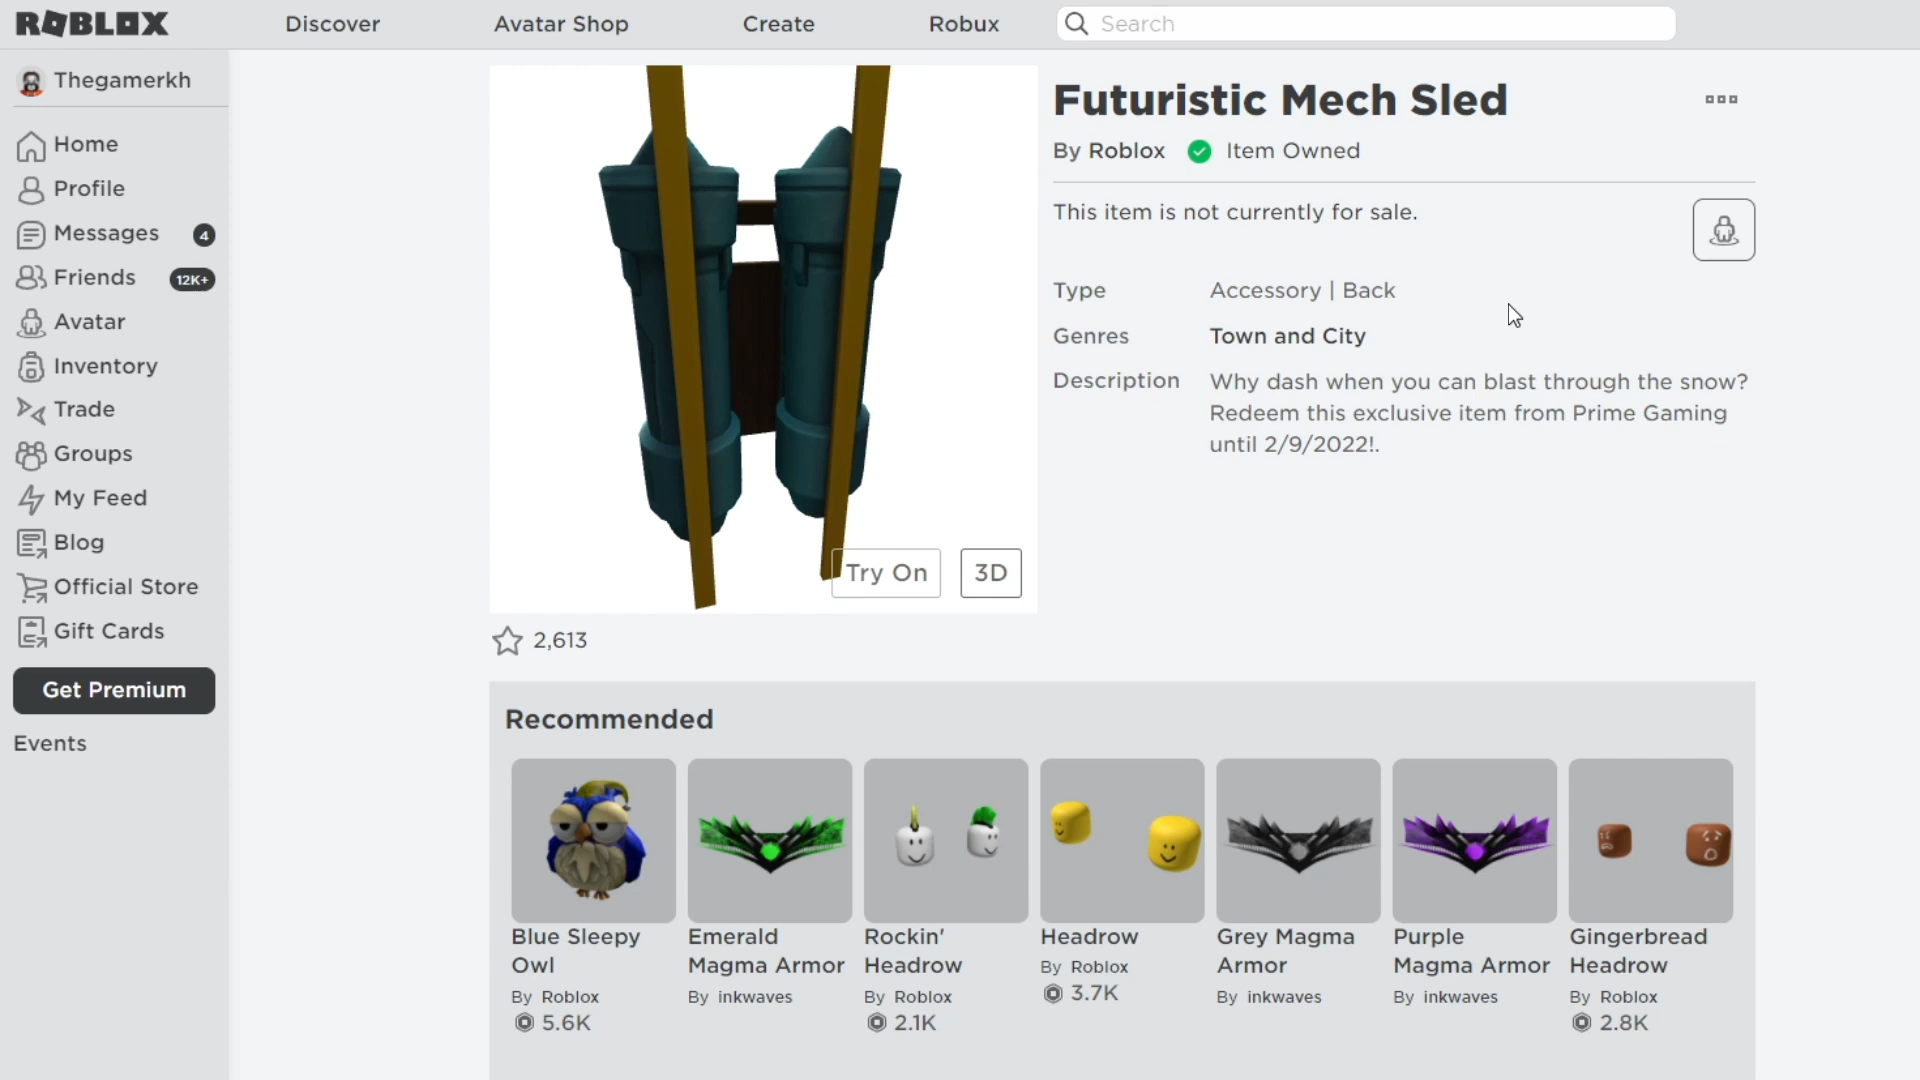 ROBLOX
Discover
Avatar Shop
Create
Robux
Search
Thegamerkh
Home
Profile
Messages
4
Friends
12K+
Avatar
Inventory
Trade
Groups
My Feed
Blog
Official Store
Gift Cards
Get Premium
Events
Try On
3D
2,613
Futuristic Mech Sled
By Roblox
Item Owned
This item is not currently for sale.
Type
Accessory | Back
Genres
Town and City
Description
Why dash when you can blast through the snow?
Redeem this exclusive item from Prime Gaming
until 2/9/2022!.
Recommended
Blue Sleepy
Owl
By Roblox
5.6K
Emerald
Magma Armor
By inkwaves
Rockin'
Headrow
By Roblox
2.1K
Headrow
By Roblox
3.7K
Grey Magma
Armor
By inkwaves
Purple
Magma Armor
By inkwaves
Gingerbread
Headrow
By Roblox
2.8K